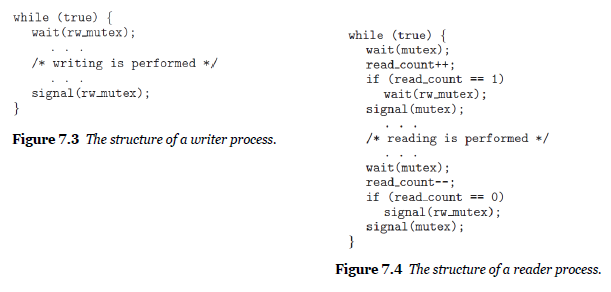 while (true) {
wait(rw_mutex);
. . .
/* writing is performed */
. . .
signal(rw_mutex);
}
Figure 7.3 The structure of a writer process.
while (true) {
wait(mutex);
read_count++;
if (read_count == 1)
wait(rw_mutex);
signal(mutex);
. . .
/* reading is performed */
. . .
wait(mutex);
read_count--;
if (read_count == 0)
signal(rw_mutex);
signal(mutex);
}
Figure 7.4 The structure of a reader process.